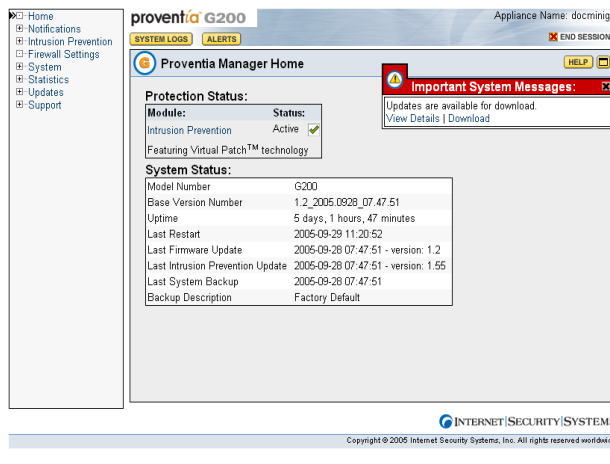 Home
Notifications
Intrusion Prevention
Firewall Settings
System
Statistics
Updates
Support
proventia G200
Appliance Name: docminig
SYSTEM LOGS
ALERTS
END SESSION
G Proventia Manager Home
HELP
Important System Messages:
Updates are available for download.
View Details | Download
Protection Status:
Module: Status:
Intrusion Prevention Active
Featuring Virtual Patch™ technology
System Status:
Model Number G200
Base Version Number 1.2_2005.0928_07.47.51
Uptime 5 days, 1 hours, 47 minutes
Last Restart 2005-09-29 11:20:52
Last Firmware Update 2005-09-28 07:47:51 - version: 1.2
Last Intrusion Prevention Update 2005-09-28 07:47:51 - version: 1.55
Last System Backup 2005-09-28 07:47:51
Backup Description Factory Default
INTERNET|SECURITY|SYSTEM
Copyright © 2005 Internet Security Systems, Inc. All rights reserved worldwi